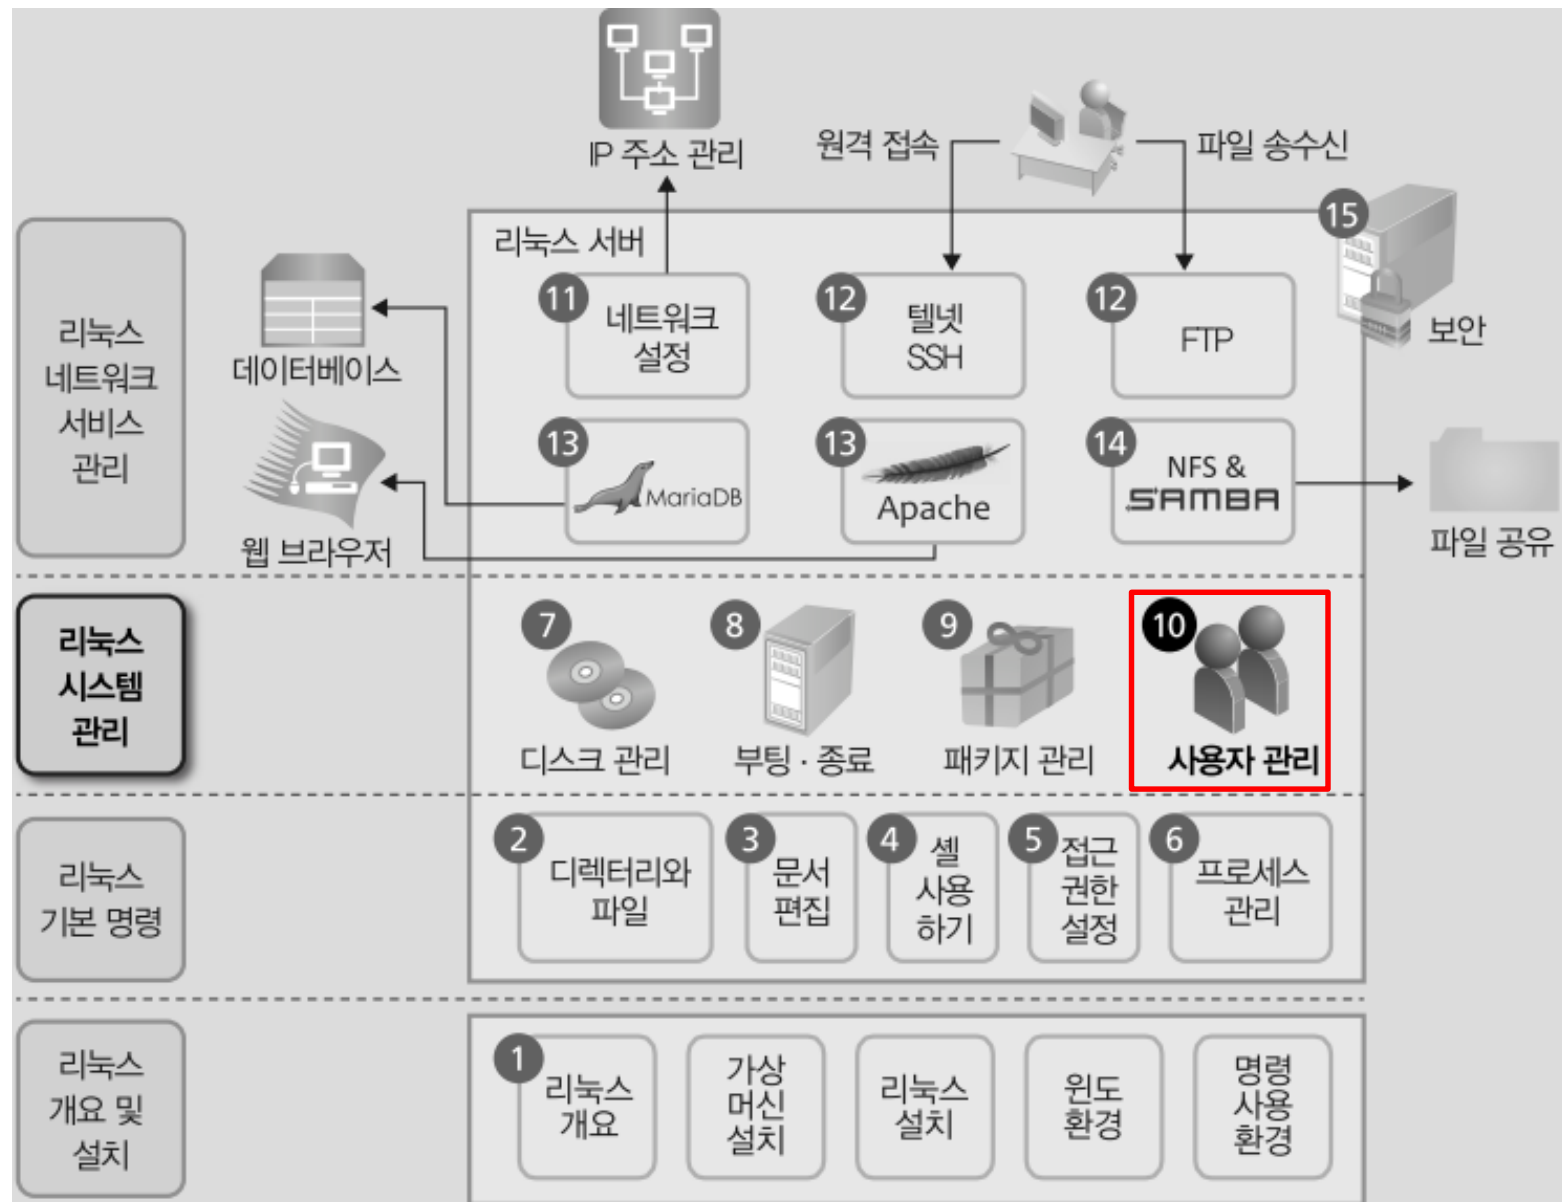 IP 주소 관리
원격 접속
파일 송수신
15
보안
리눅스
네트워크
서비스
관리
리눅스 서버
데이터베이스
웹 브라우저
11
네트워크
설정
12
텔넷
SSH
12
FTP
13
MariaDB
13
Apache
14
NFS &
SAMBA
파일 공유
리눅스
시스템
관리
7
디스크 관리
8
부팅 · 종료
9
패키지 관리
10
사용자 관리
리눅스
기본 명령
2
디렉터리와
파일
3
문서
편집
4
셸
사용
하기
5
접근
권한
설정
6
프로세스
관리
리눅스
개요 및
설치
1
리눅스
개요
가상
머신
설치
리눅스
설치
윈도
환경
명령
사용
환경